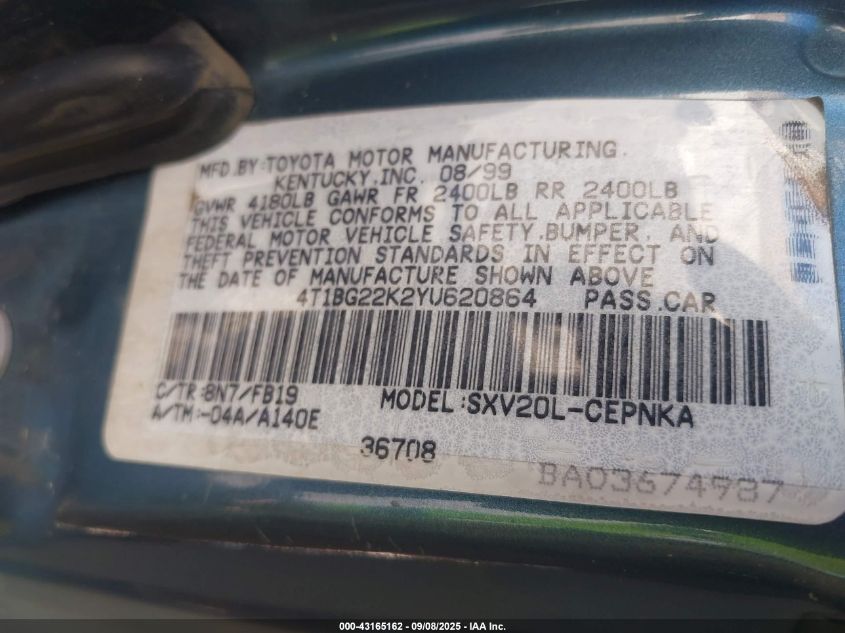 MFD.BY:TOYOTA MOTOR MANUFACTURING
KENTUCKY,INC. 08/99
GVWR 4180LB GAWR FR 2400LB RR 2400LB
THIS VEHICLE CONFORMS TO ALL APPLICABLE
FEDERAL MOTOR VEHICLE SAFETY,BUMPER, AND
THEFT PREVENTION STANDARDS IN EFFECT ON
THE DATE OF MANUFACTURE SHOWN ABOVE
4T1BG22K2YU620864 PASS.CAR
C/TR:8N7/FB19
A/TM:-04A/A140E
MODEL:SXV20L-CEPNKA
36708
BA03674987
000-43165162 - 09/08/2025 - IAA Inc.